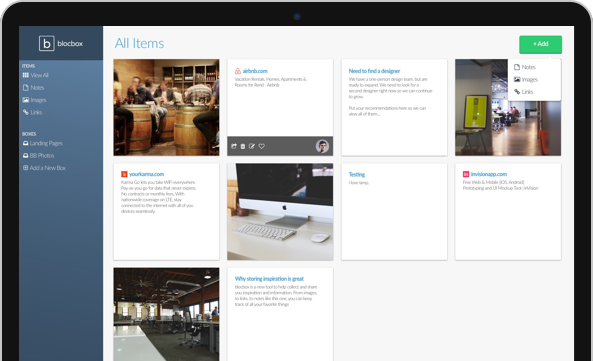 blocbox
All Items
+ Add
Notes
Images
Links
ITEMS
View All
Notes
Images
Links
BOXES
Landing Pages
BB Photos
Add a New Box
airbnb.com
Vacation Rentals, Homes, Apartments &
Rooms for Rent - Airbnb
Need to find a designer
We have a one-person design team, but are
ready to expand. We need to look for a
second designer right now so we can continue
to grow.
Put your recommendations here so we can
view all of them...
yourkarma.com
Karma Go lets you take WiFi everywhere.
Pay as you go for data that never expires.
No contracts or monthly fees. With
nationwide coverage on LTE, stay
connected to the internet with all of your
devices seamlessly.
Testing
I love lamp.
invisionapp.com
Free Web & Mobile (iOS, Android)
Prototyping and UI Mockup Tool | InVision
Why storing inspiration is great
blocbox is a new tool to help collect and share
you inspiration and information. From images
to links to notes like this one, you can keep
track of all your favorite things.